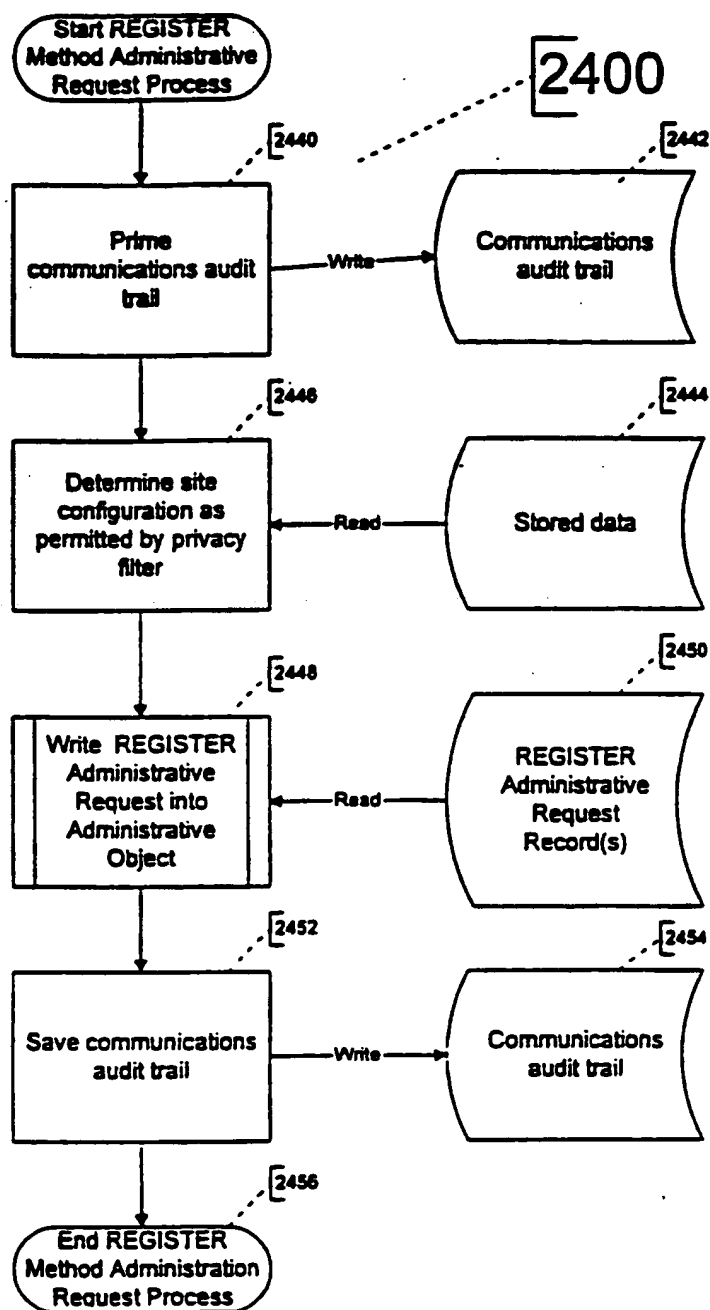 Start REGISTER
Method Administrative
Request Process
2400
2440
2442
Prime
communications audit
trail
Write
Communications
audit trail
2446
2444
Determine site
configuration as
permitted by privacy
filter
Read
Stored data
2448
2450
Write REGISTER
Administrative
Request into
Administrative
Object
Read
REGISTER
Administrative
Request
Record(s)
2452
2454
Save communications
audit trail
Write
Communications
audit trail
2456
End REGISTER
Method Administration
Request Process